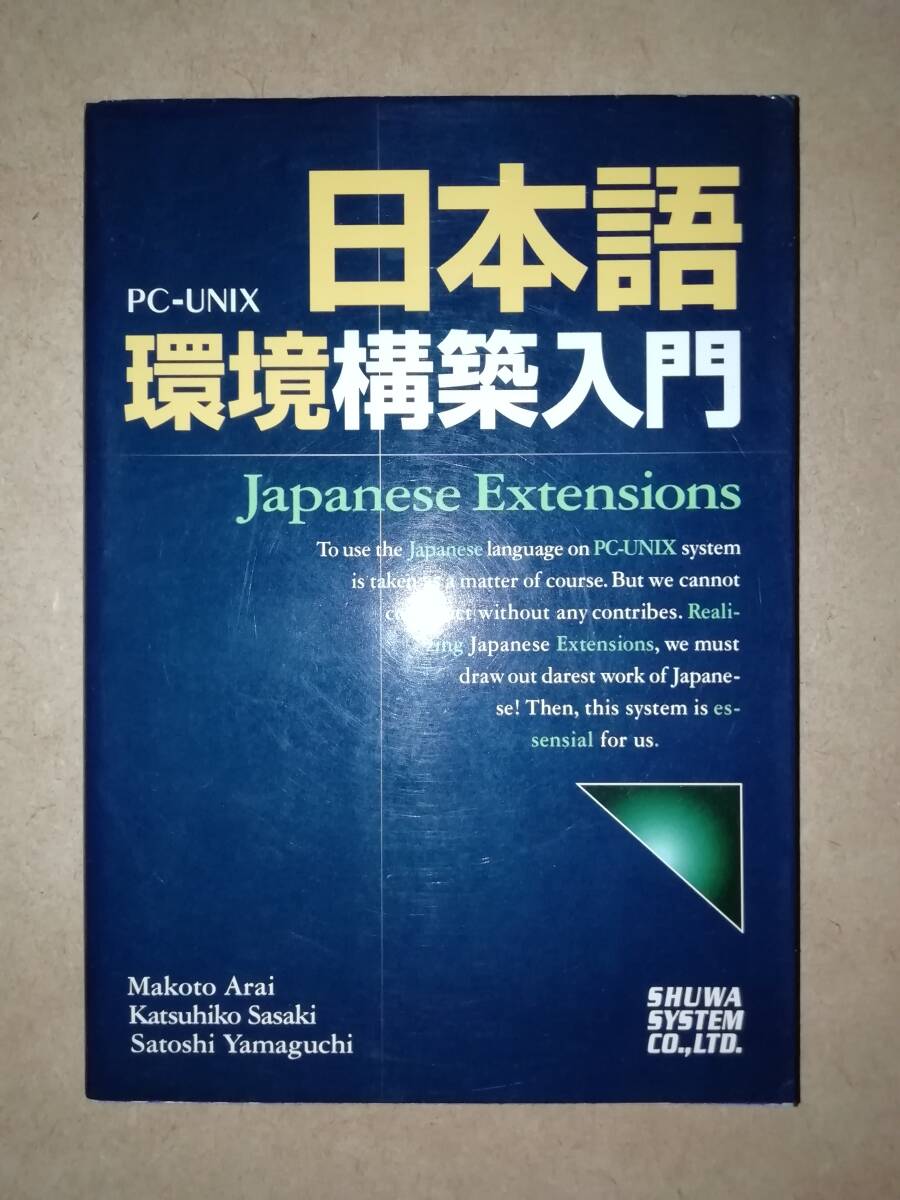 日本語
PC-UNIX
環境構築入門
Japanese Extensions
To use the Japanese language on PC-UNIX system
is taken as a matter of course. But we cannot
without any contribes. Reali-
zing Japanese Extensions, we must
draw out darest work of Japane-
se! Then, this system is es-
sensial for us.
Makoto Arai
Katsuhiko Sasaki
Satoshi Yamaguchi
SHUWA
SYSTEM
CO.,LTD.